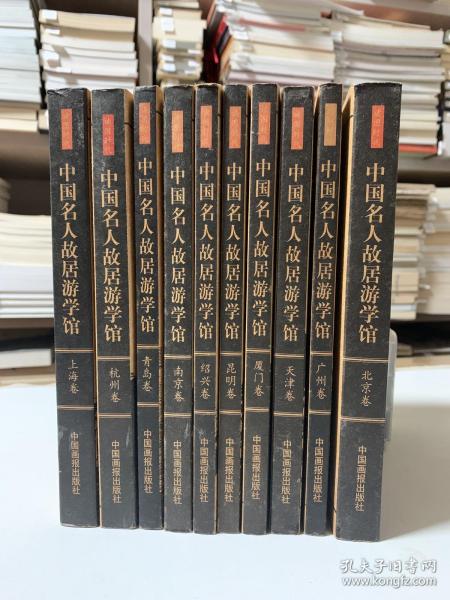 中国名人故居游学馆
上海卷
中国画报出版社
中国名人故居游学馆
杭州卷
中国画报出版社
中国名人故居游学馆
青岛卷
中国画报出版社
中国名人故居游学馆
南京卷
中国画报出版社
中国名人故居游学馆
绍兴卷
中国画报出版社
中国名人故居游学馆
昆明卷
中国画报出版社
中国名人故居游学馆
厦门卷
中国画报出版社
中国名人故居游学馆
天津卷
中国画报出版社
中国名人故居游学馆
广州卷
中国画报出版社
中国名人故居游学馆
北京卷
中国画报出版社
孔夫子旧书网
www.kongfz.com